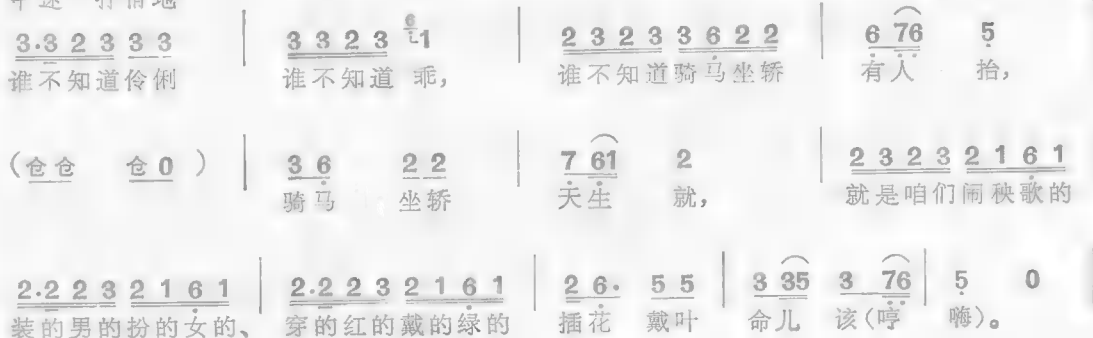 中速 抒情地
3·3 2 3 3 3 | 3 3 2 3 1 | 2 3 2 3 3 6 2 2 | 6 76 5
谁不知道伶俐 谁不知道 乖, 谁不知道骑马坐轿 有人 抬,
(仓仓 仓 0 ) | 3 6 2 2 | 7 61 2 | 2 3 2 3 2 1 6 1
骑马 坐轿 天生 就, 就是咱们闹秧歌的
2·2 2 3 2 1 6 1 | 2·2 2 3 2 1 6 1 | 2 6· 5 5 | 3 35 3 76 | 5 0
装的男的扮的女的、 穿的红的戴的绿的 插花 戴叶 命儿 该(哼 嗨)。